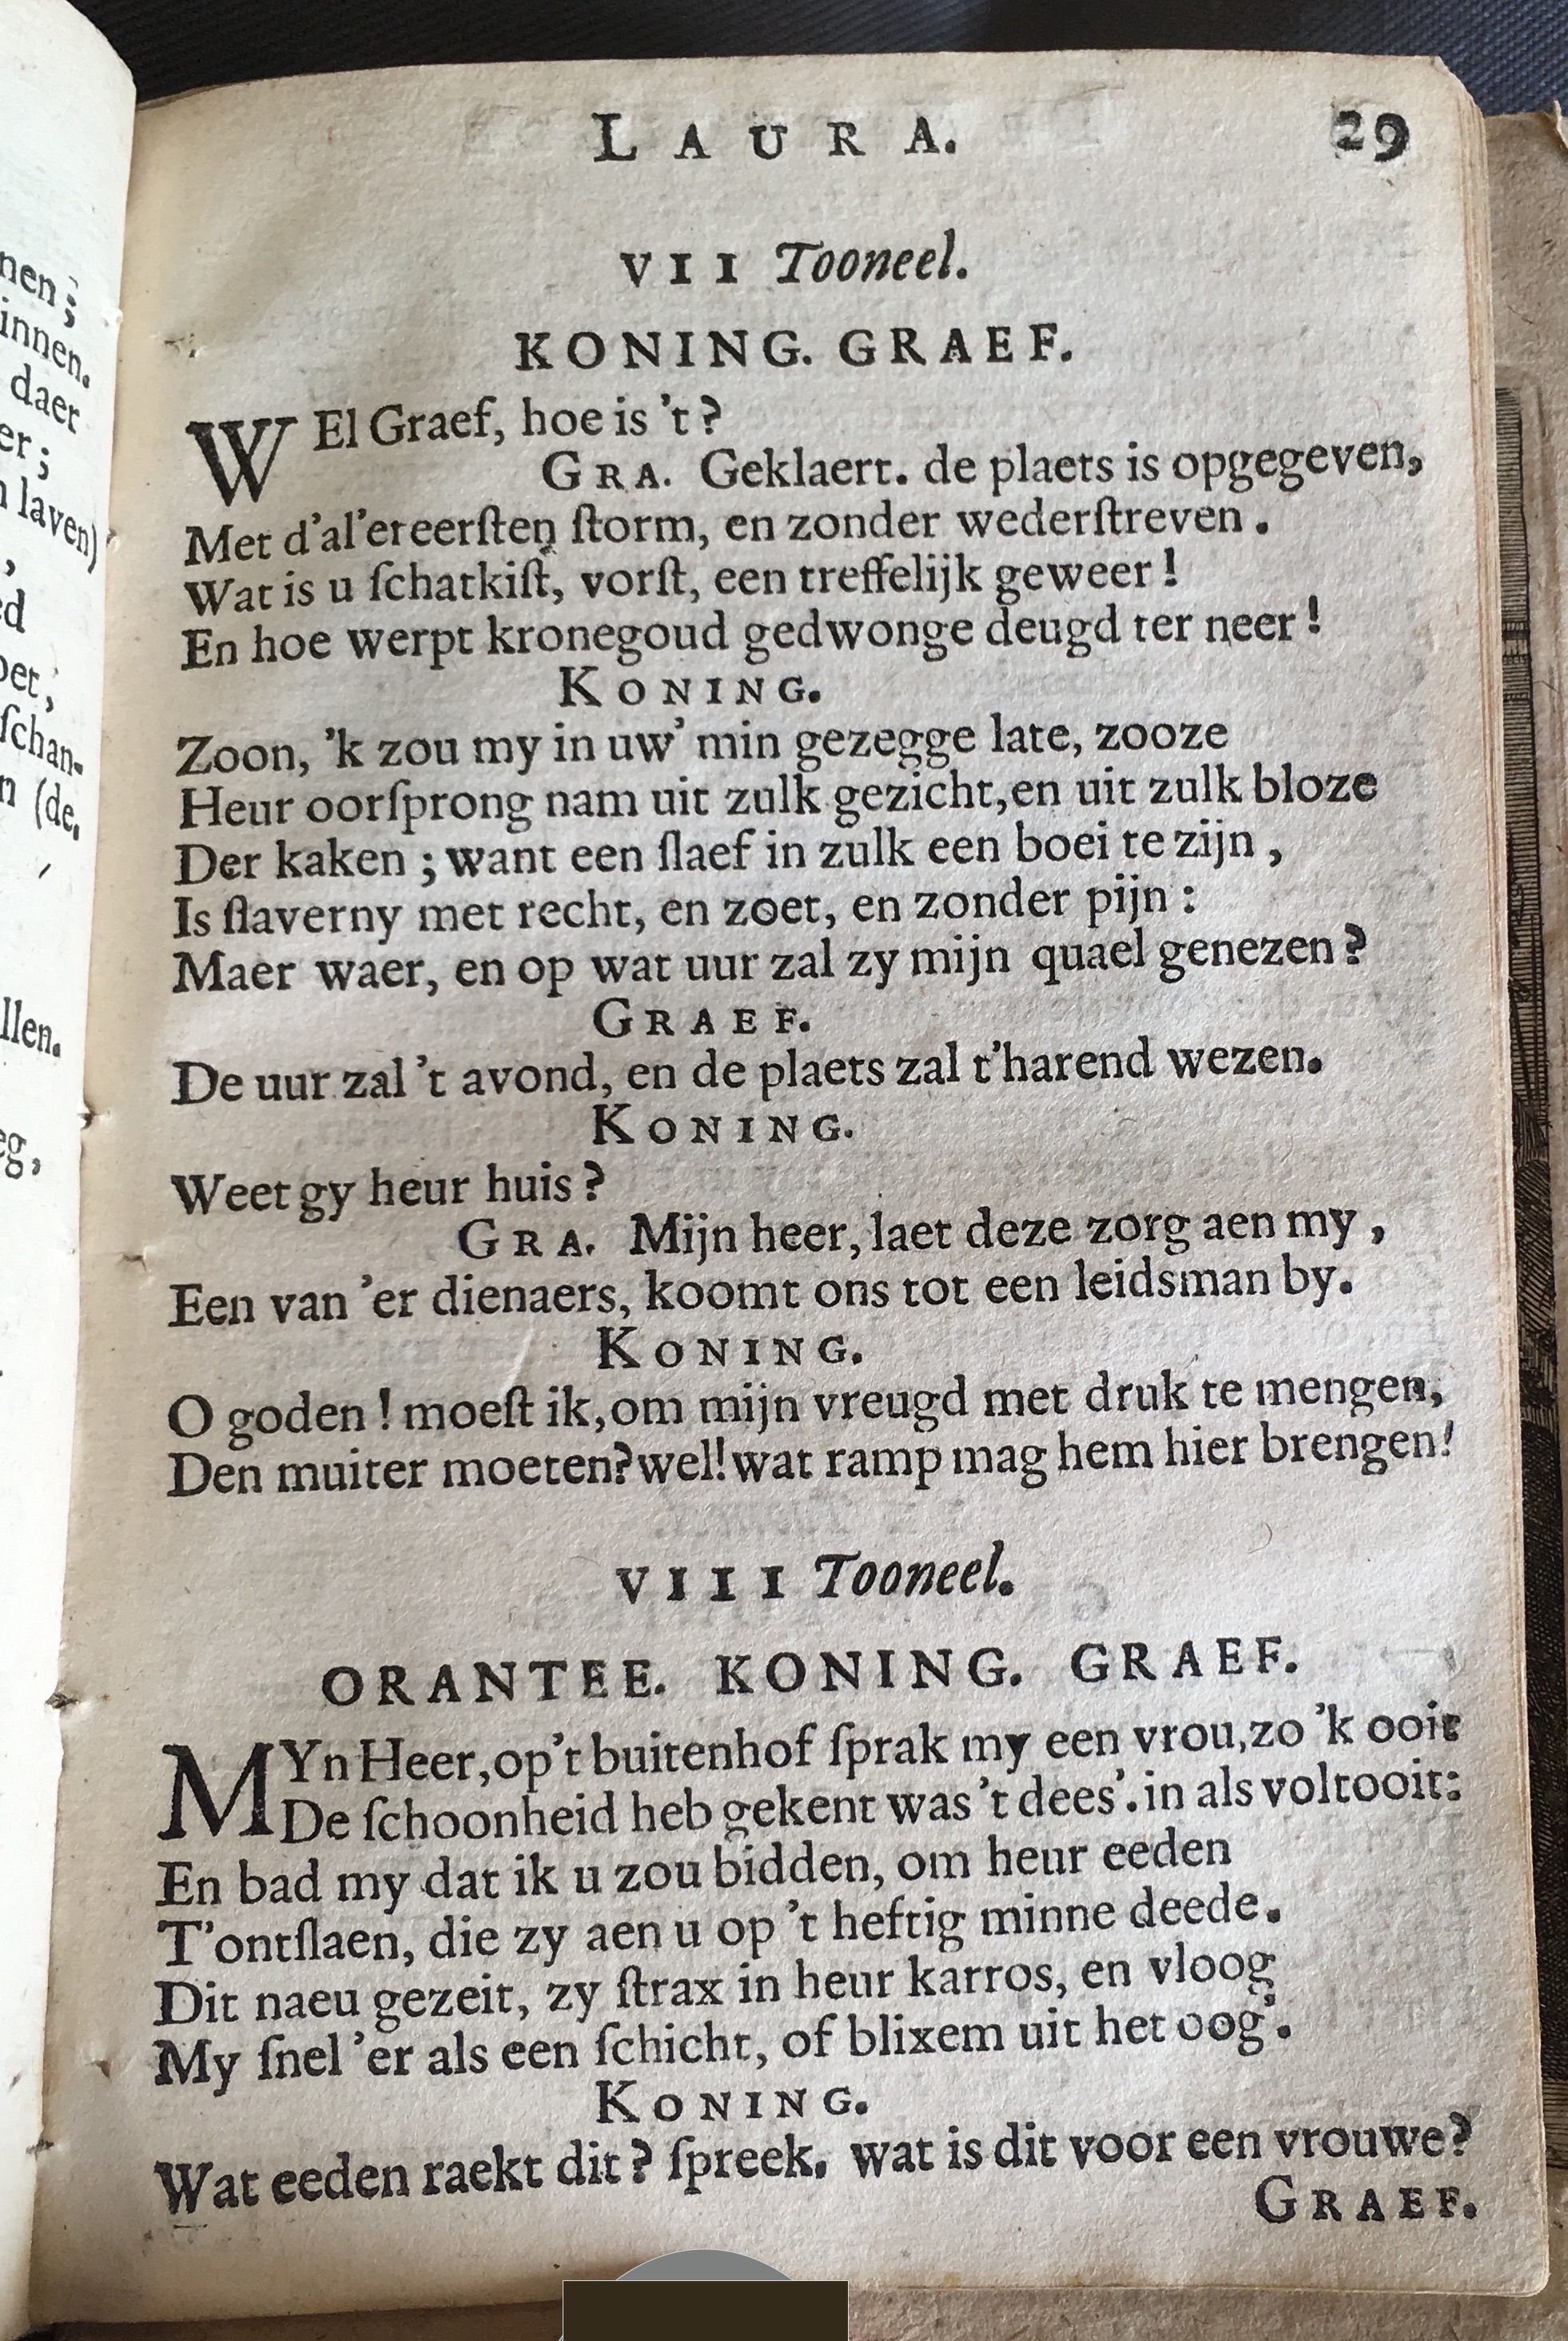 nen;
innen.
daer
er;
laven)
,
ed
oet,
ſchan-
n (de.
llen.
eg,
LAURA. 29
VII Tooneel.
KONING. GRAEF.
WEl Graef, hoe is 't?
GRA. Geklaert. de plaets is opgegeven,
Met d'al'ereerſten ſtorm, en zonder wederſtreven.
Wat is u ſchatkiſt, vorſt, een treffelijk geweer!
En hoe werpt kronegoud gedwonge deugd ter neer!
KONING.
Zoon, 'k zou my in uw' min gezegge late, zooze
Heur oorſprong nam uit zulk gezicht, en uit zulk bloze
Der kaken; want een ſlaef in zulk een boei te zijn,
Is ſlaverny met recht, en zoet, en zonder pijn:
Maer waer, en op wat uur zal zy mijn quael genezen?
GRAEF.
De uur zal 't avond, en de plaets zal t'harend wezen.
KONING.
Weet gy heur huis?
GRA. Mijn heer, laet deze zorg aen my,
Een van 'er dienaers, koomt ons tot een leidsman by.
KONING.
O goden! moeſt ik, om mijn vreugd met druk te mengen,
Den muiter moeten? wel! wat ramp mag hem hier brengen!
VIII Tooneel.
ORANTEE. KONING. GRAEF.
MYn Heer, op't buitenhof ſprak my een vrou, zo 'k ooit
De ſchoonheid heb gekent was 't dees'. in als voltooit:
En bad my dat ik u zou bidden, om heur eeden
T'ontſlaen, die zy aen u op 't heftig minne deede.
Dit naeu gezeit, zy ſtrax in heur karros, en vloog
My ſnel 'er als een ſchicht, of blixem uit het oog'.
KONING.
Wat eeden raekt dit? ſpreek. wat is dit voor een vrouwe?
GRAEF.